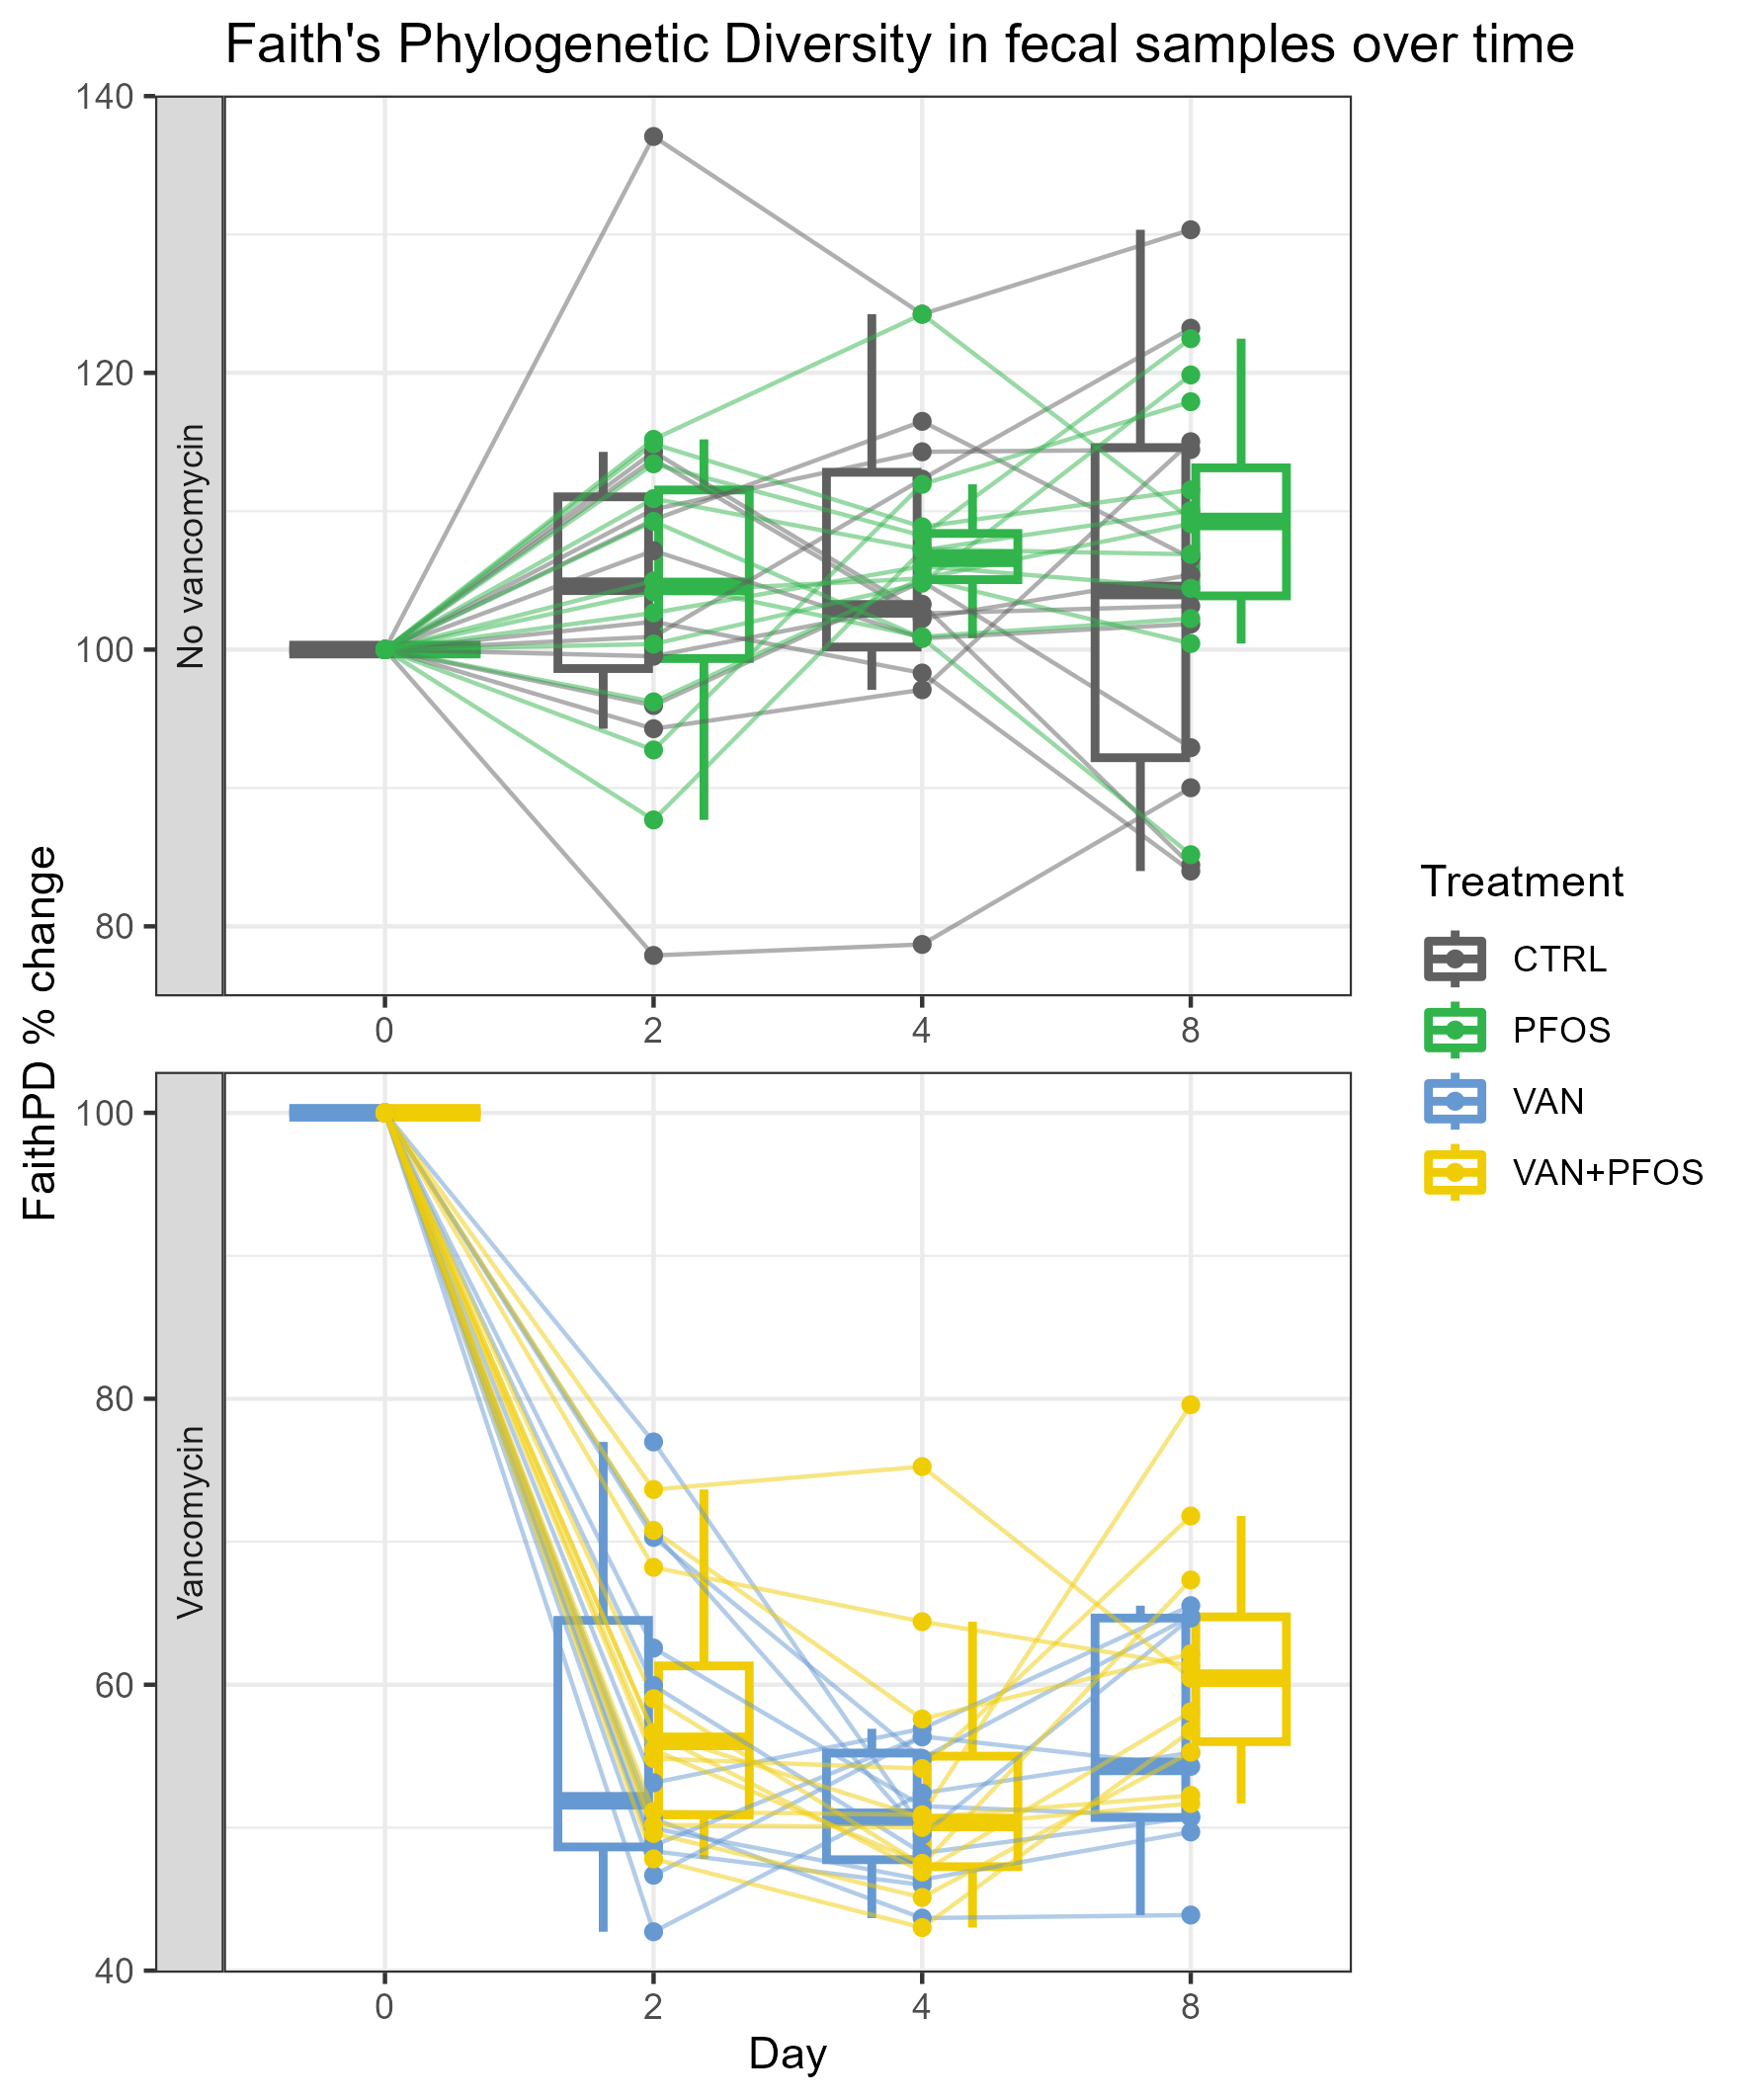 Faith's Phylogenetic Diversity in fecal samples over time
FaithPD % change
No vancomycin
140
120
100
80
0 2 4 8
Vancomycin
100
80
60
40
0 2 4 8
Day
Treatment
CTRL
PFOS
VAN
VAN+PFOS